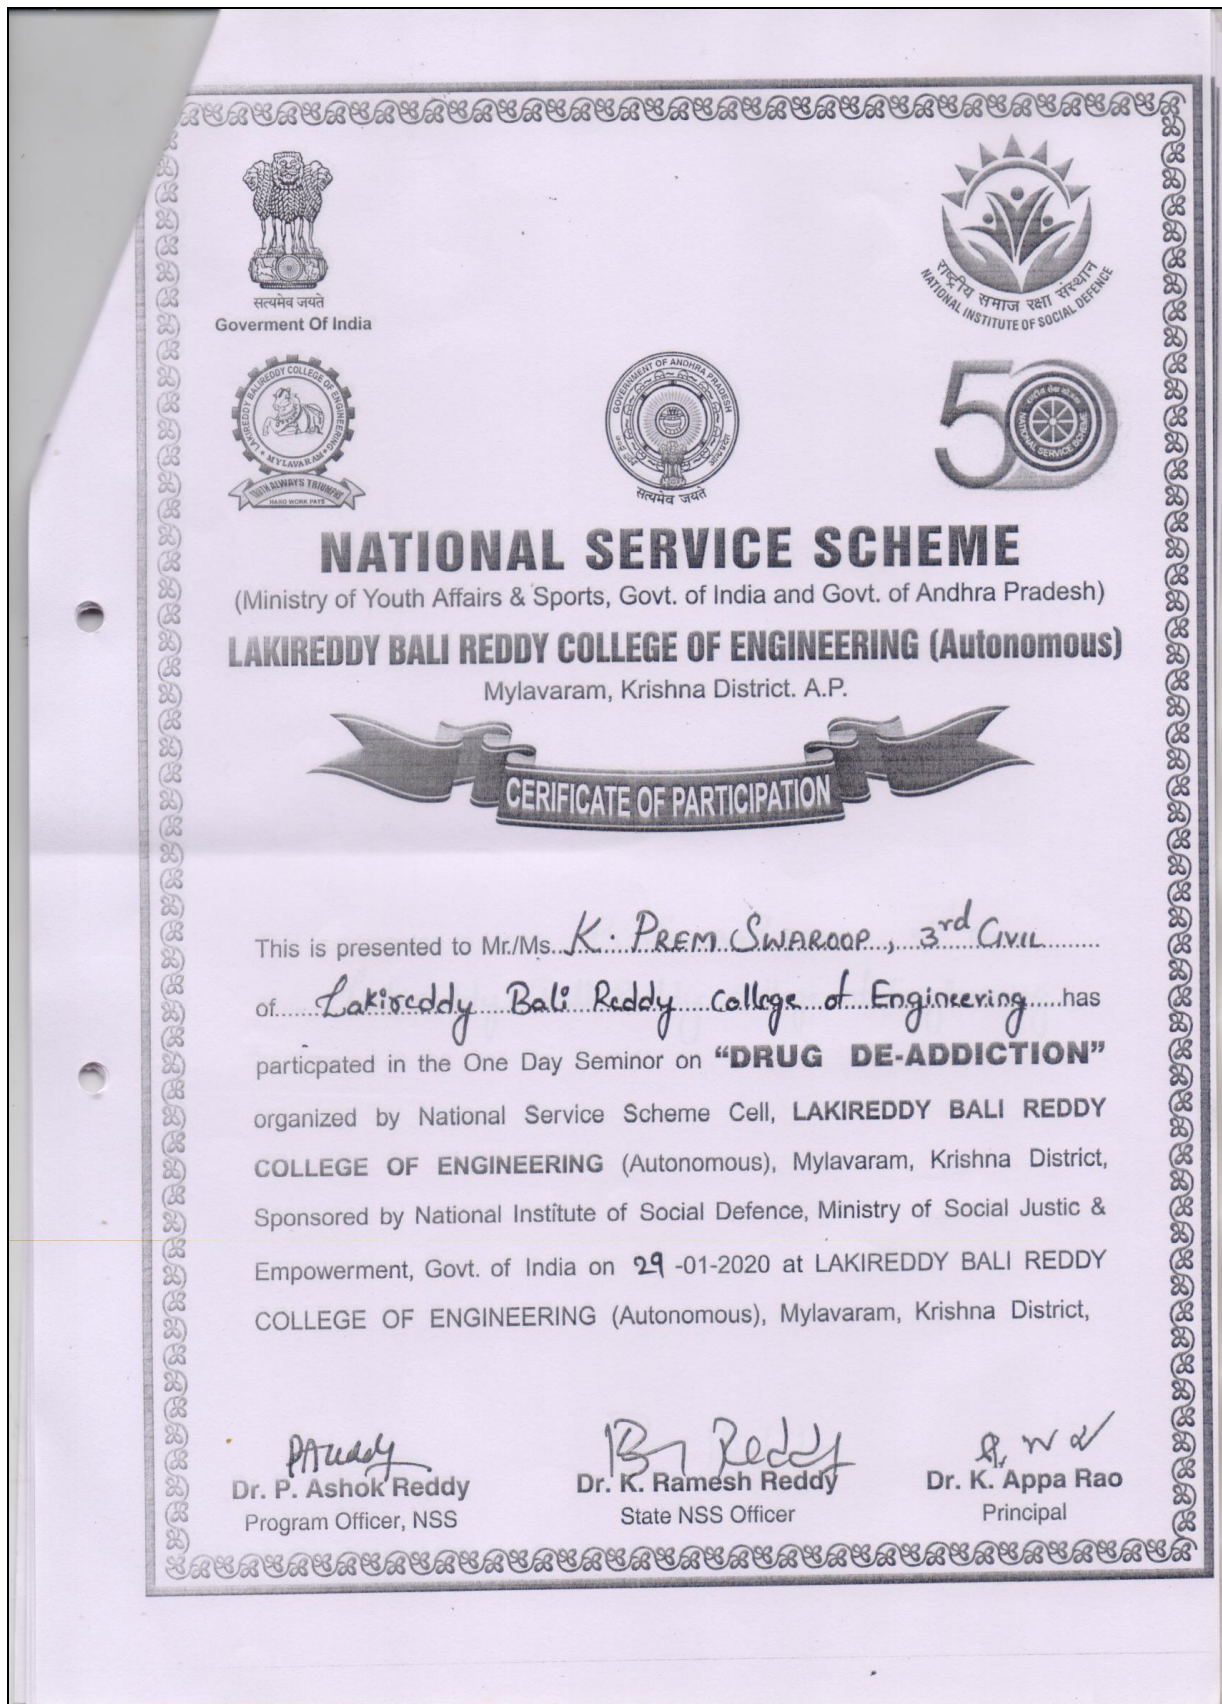 सत्यमेव जयते
Goverment Of India
राष्ट्रीय समाज रक्षा संस्थान
NATIONAL INSTITUTE OF SOCIAL DEFENCE
LAKIREDDY BALIREDDY COLLEGE OF ENGINEERING
MYLAVARAM
TRUTH ALWAYS TRIUMPHS
HARD WORK PAYS
GOVERNMENT OF ANDHRA PRADESH
सत्यमेव जयते
50
NATIONAL SERVICE SCHEME
NATIONAL SERVICE SCHEME
(Ministry of Youth Affairs & Sports, Govt. of India and Govt. of Andhra Pradesh)
LAKIREDDY BALI REDDY COLLEGE OF ENGINEERING (Autonomous)
Mylavaram, Krishna District. A.P.
CERIFICATE OF PARTICIPATION
This is presented to Mr./Ms. K. PREM SWAROOP, 3rd CIVIL
of Lakireddy Bali Reddy College of Engineering has
particpated in the One Day Seminor on “DRUG DE-ADDICTION”
organized by National Service Scheme Cell, LAKIREDDY BALI REDDY
COLLEGE OF ENGINEERING (Autonomous), Mylavaram, Krishna District,
Sponsored by National Institute of Social Defence, Ministry of Social Justic &
Empowerment, Govt. of India on 29-01-2020 at LAKIREDDY BALI REDDY
COLLEGE OF ENGINEERING (Autonomous), Mylavaram, Krishna District,
Dr. P. Ashok Reddy
Program Officer, NSS
Dr. K. Ramesh Reddy
State NSS Officer
Dr. K. Appa Rao
Principal